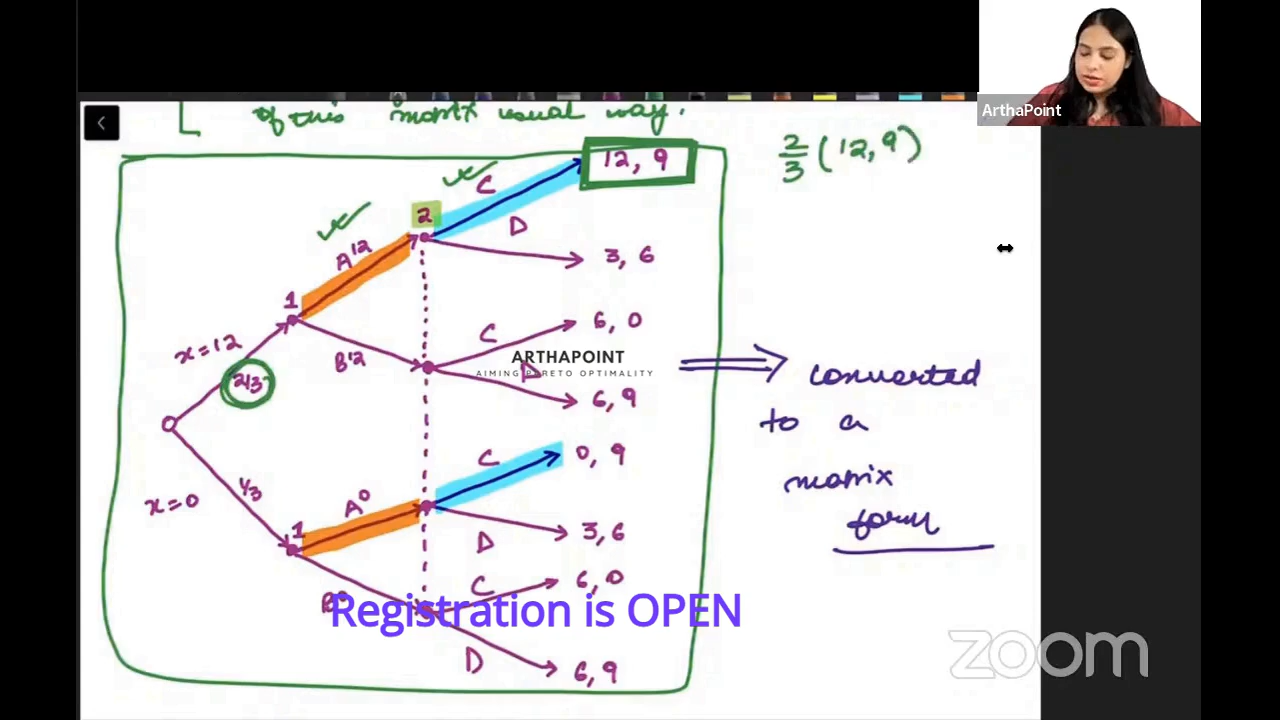 of this matrix usual way.
ArthaPoint
2/3 (12, 9)
12, 9
C
2
D
A¹²
3, 6
1
x=12
6, 0
C
B12
ARTHAPOINT
AIMING PARETO OPTIMALITY
D
2/3
6, 9
converted
to a
matrix
form
C
0, 9
x=0
1/3
A⁰
1
3, 6
D
C
6, 0
Registration is OPEN
D
6, 9
zoom